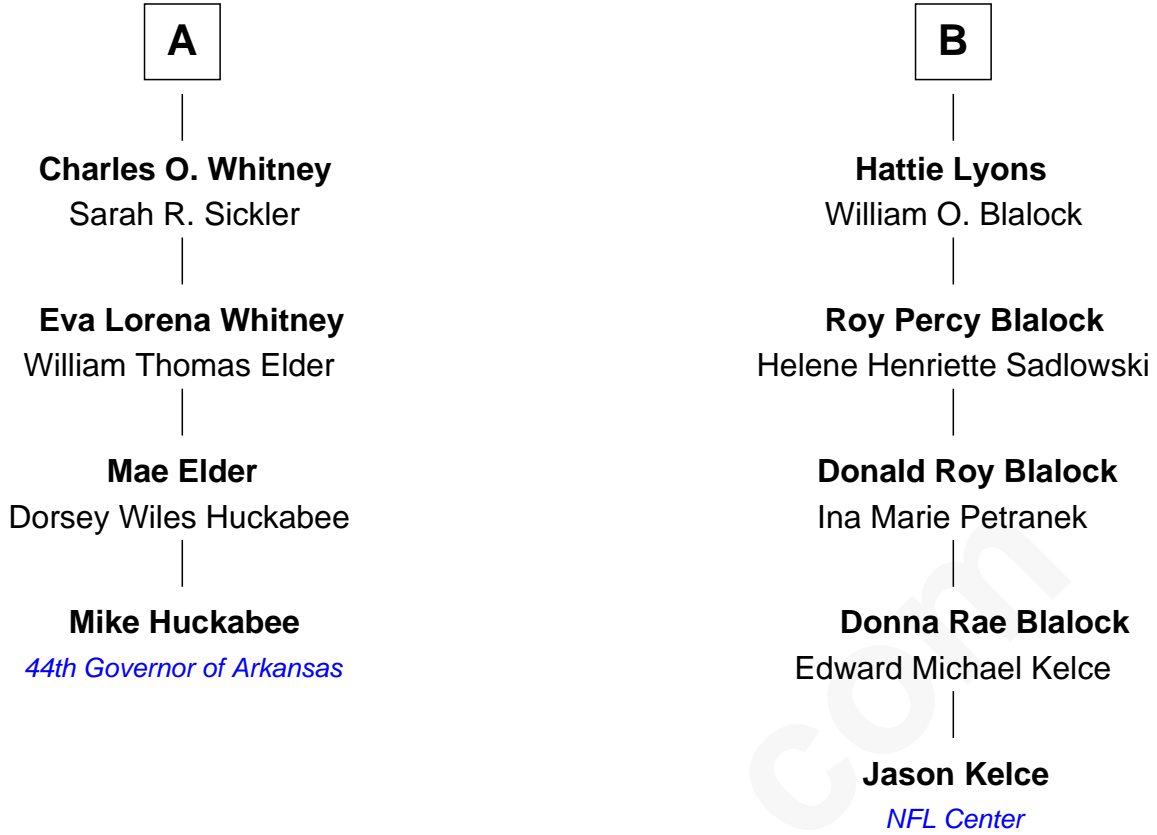 A
Charles O. Whitney
Sarah R. Sickler
Eva Lorena Whitney
William Thomas Elder
Mae Elder
Dorsey Wiles Huckabee
Mike Huckabee
44th Governor of Arkansas
B
Hattie Lyons
William O. Blalock
Roy Percy Blalock
Helene Henriette Sadlowski
Donald Roy Blalock
Ina Marie Petranek
Donna Rae Blalock
Edward Michael Kelce
Jason Kelce
NFL Center
com